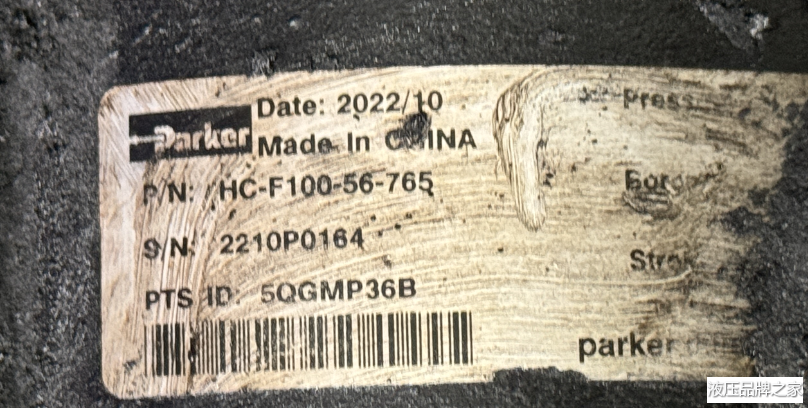 Parker
Date: 2022/10
Made In CHINA
P/N: HC-F100-56-765
S/N: 2210P0164
PTS ID: 5QGMP36B
Press
Bore
Strok
parker
液压品牌之家